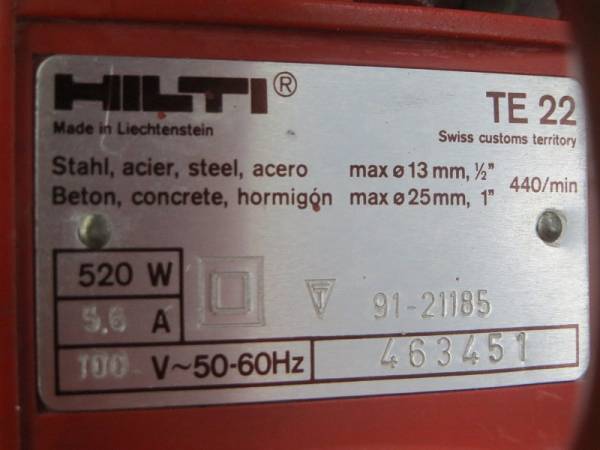 HILTI®
TE 22
Made in Liechtenstein
Swiss customs territory
Stahl, acier, steel, acero max ø 13 mm, ½"
Beton, concrete, hormigón max ø 25 mm, 1"
440/min
520 W
5.6 A
T 91-21185
100 V~50-60Hz
463451